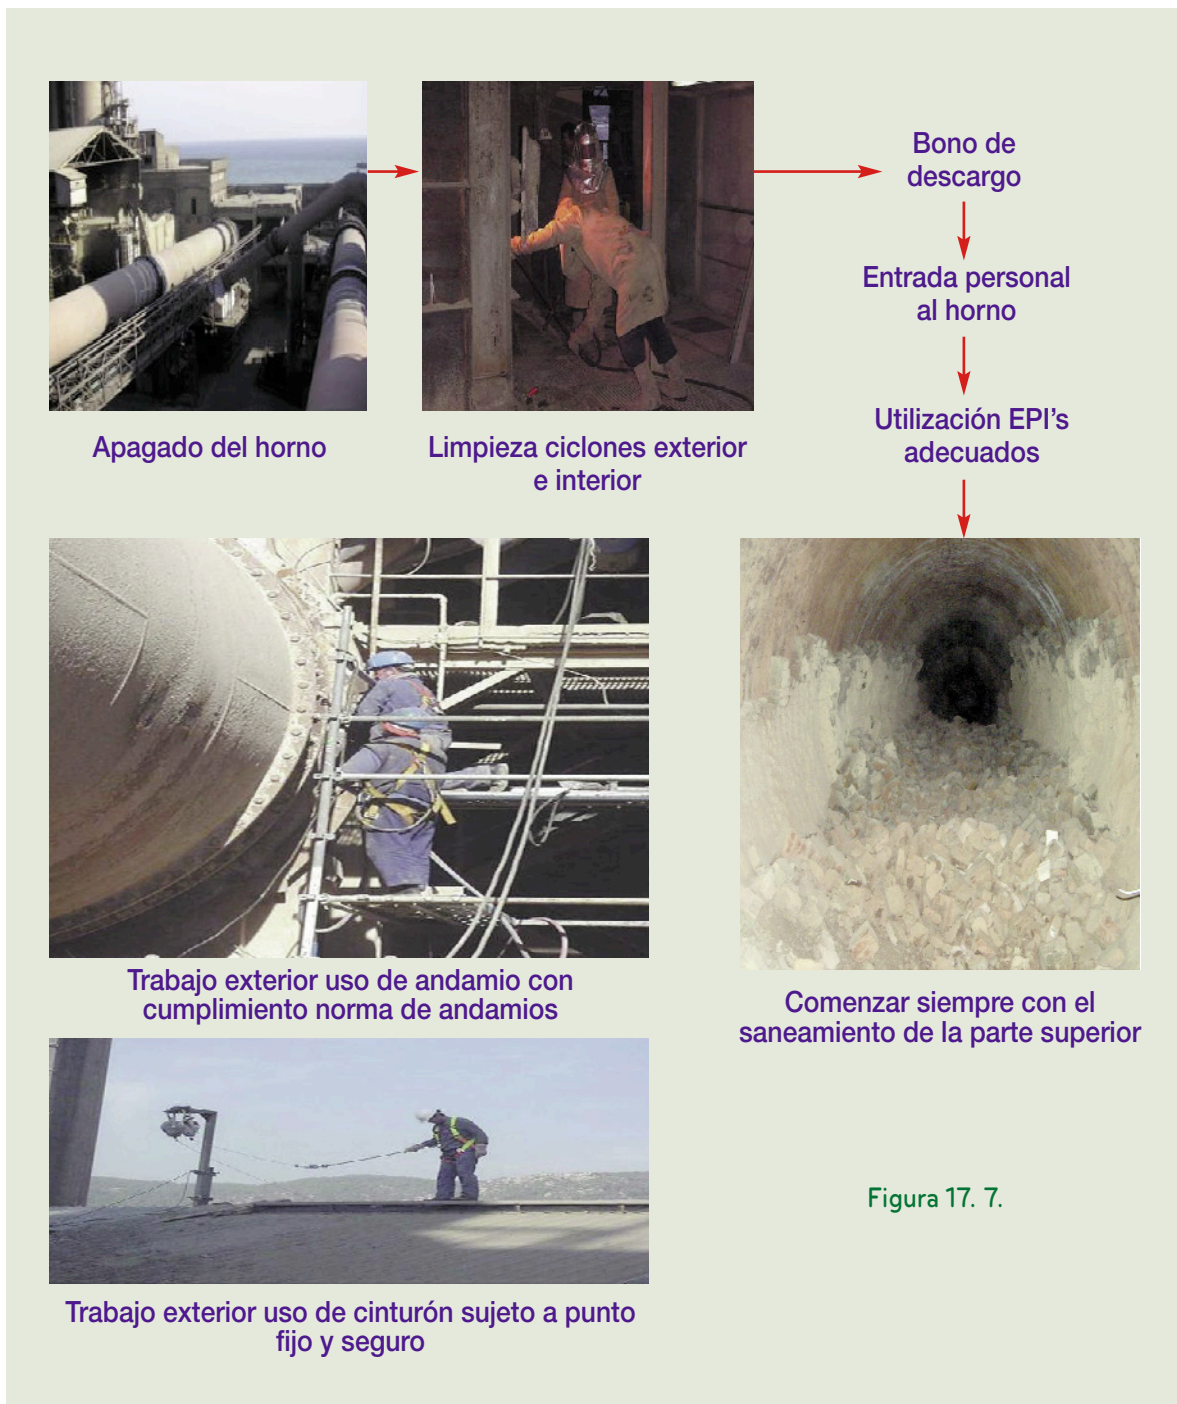 Apagado del horno
Limpieza ciclones exterior
e interior
Bono de
descargo
Entrada personal
al horno
Utilización EPI’s
adecuados
Trabajo exterior uso de andamio con
cumplimiento norma de andamios
Comenzar siempre con el
saneamiento de la parte superior
Trabajo exterior uso de cinturón sujeto a punto
fijo y seguro
Figura 17. 7.